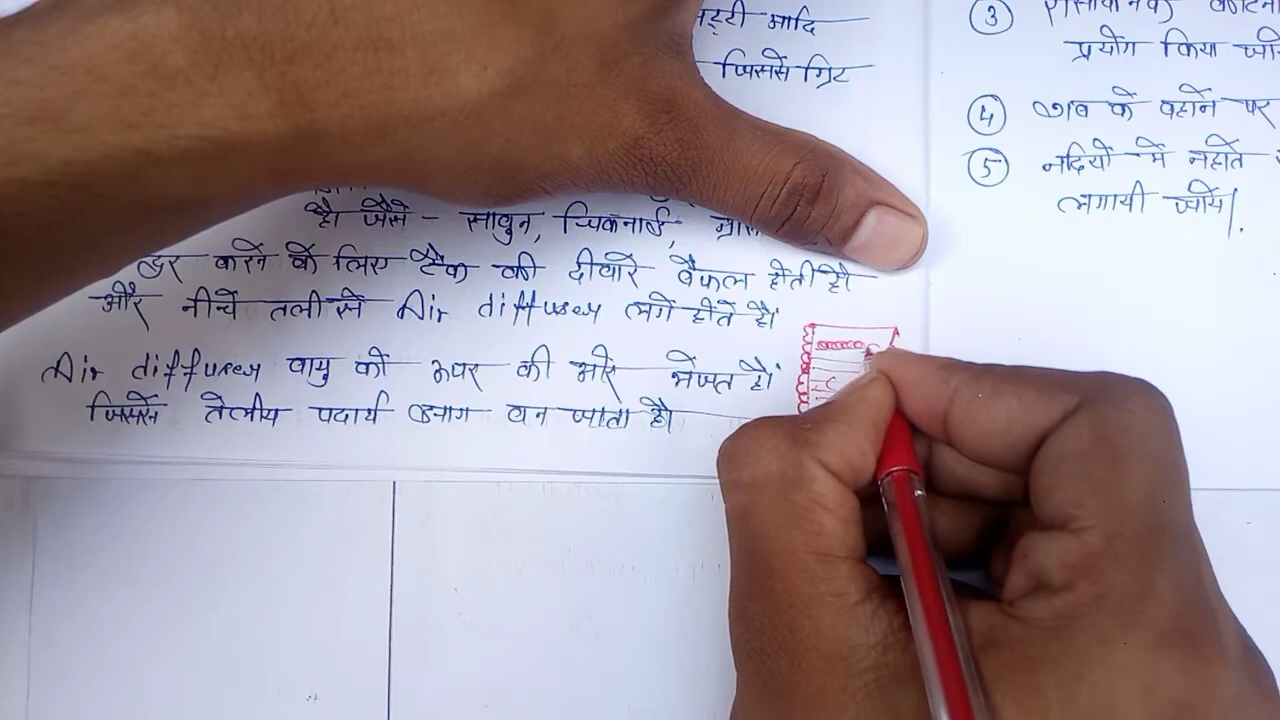 आदि
जिससे ग्रिट
है। जैसे - साबुन, चिकनाई,
दूर करने के लिए टैंक की दीवारे वैफल होती है
और नीचे तली में Air diffuser लगे होते है।
Air diffuser वायु को ऊपर की ओर भेजते है।
जिससे तेलीय पदार्थ झाग बन जाता है।
③
प्रयोग किया
④ शव के बहाने पर
⑤ नदियों में नहाते
लगायी जाये।